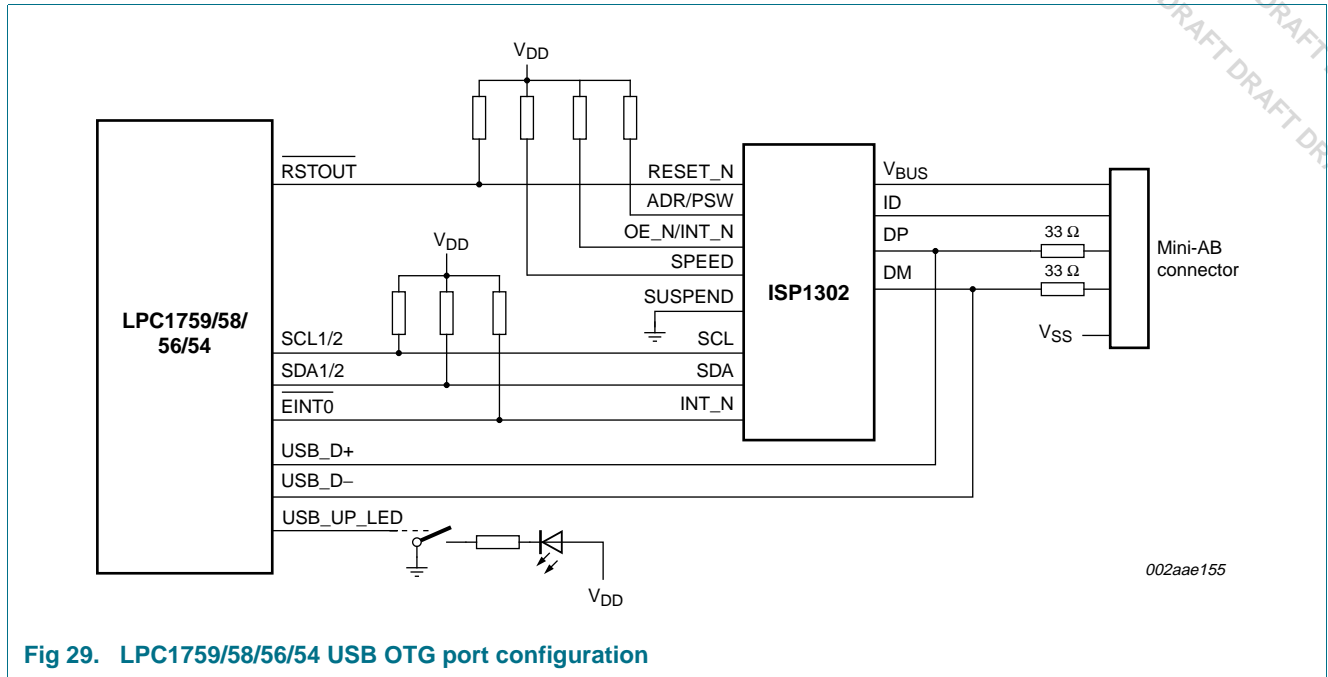 DRAFT DRAFT
DRAFT DRAFT DRA
VDD
RSTOUT
RESET_N
ADR/PSW
OE_N/INT_N
SPEED
SUSPEND
VDD
LPC1759/58/
56/54
SCL1/2
SCL
SDA1/2
SDA
EINT0
INT_N
ISP1302
VBUS
ID
DP
33 Ω
DM
33 Ω
VSS
Mini-AB
connector
USB_D+
USB_D−
USB_UP_LED
VDD
002aae155
Fig 29. LPC1759/58/56/54 USB OTG port configuration